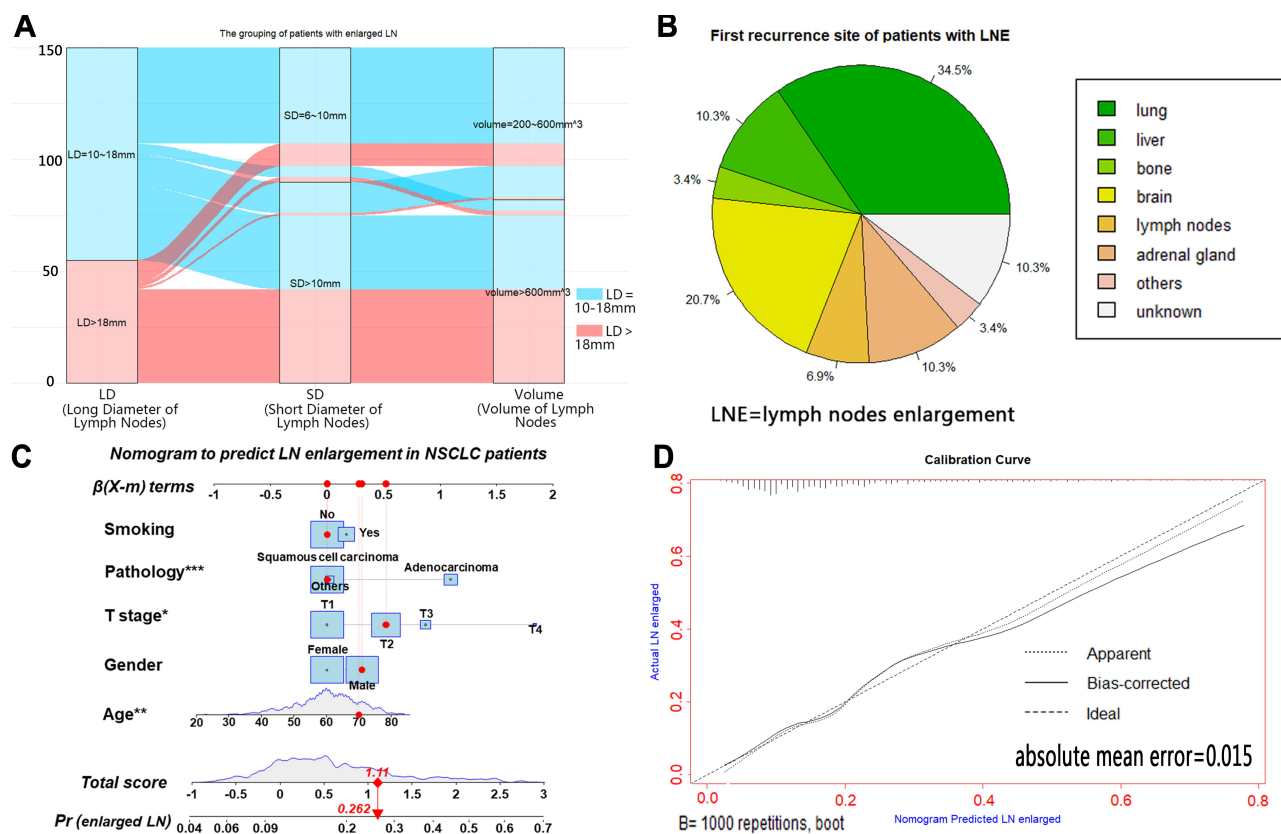 A
The grouping of patients with enlarged LN
150
100
50
0
LD=10~18mm
LD>18mm
SD=6~10mm
SD>10mm
volume=200~600mm^3
volume>600mm^3
LD =
10-18mm
LD >
18mm
LD
(Long Diameter of
Lymph Nodes)
SD
(Short Diameter of
Lymph Nodes)
Volume
(Volume of Lymph
Nodes
B
First recurrence site of patients with LNE
34.5%
10.3%
3.4%
20.7%
6.9%
10.3%
3.4%
10.3%
lung
liver
bone
brain
lymph nodes
adrenal gland
others
unknown
LNE=lymph nodes enlargement
C
Nomogram to predict LN enlargement in NSCLC patients
β(X-m) terms
-1 -0.5 0 0.5 1 1.5 2
Smoking
No
Yes
Pathology***
Squamous cell carcinoma
Others
Adenocarcinoma
T stage*
T1
T2
T3
T4
Gender
Female
Male
Age**
20 30 40 50 60 70 80
Total score
1.11
-1 -0.5 0 0.5 1 1.5 2 2.5 3
Pr (enlarged LN)
0.262
0.04 0.06 0.09 0.2 0.3 0.4 0.5 0.6 0.7
D
Calibration Curve
Actual LN enlarged
0.8
0.6
0.4
0.2
0.0
Apparent
Bias-corrected
Ideal
absolute mean error=0.015
0.0 0.2 0.4 0.6 0.8
B= 1000 repetitions, boot
Nomogram Predicted LN enlarged